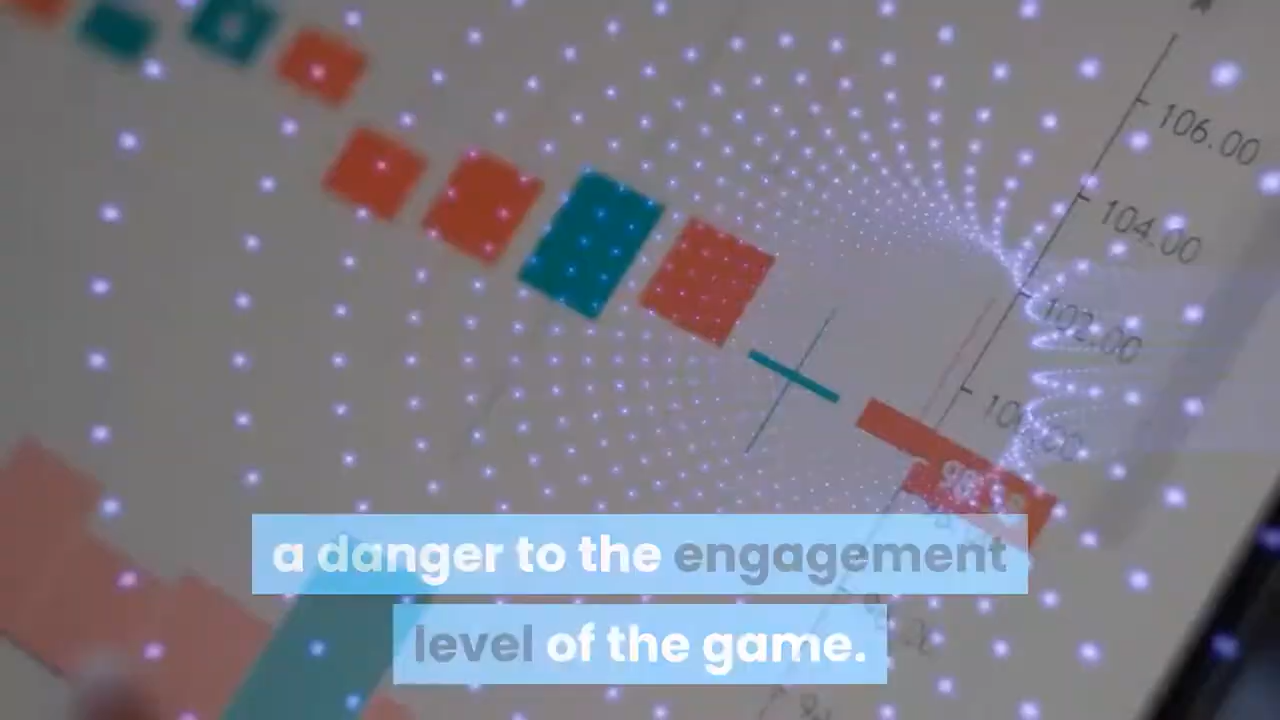 106.00
104.00
102.00
a danger to the engagement
level of the game.